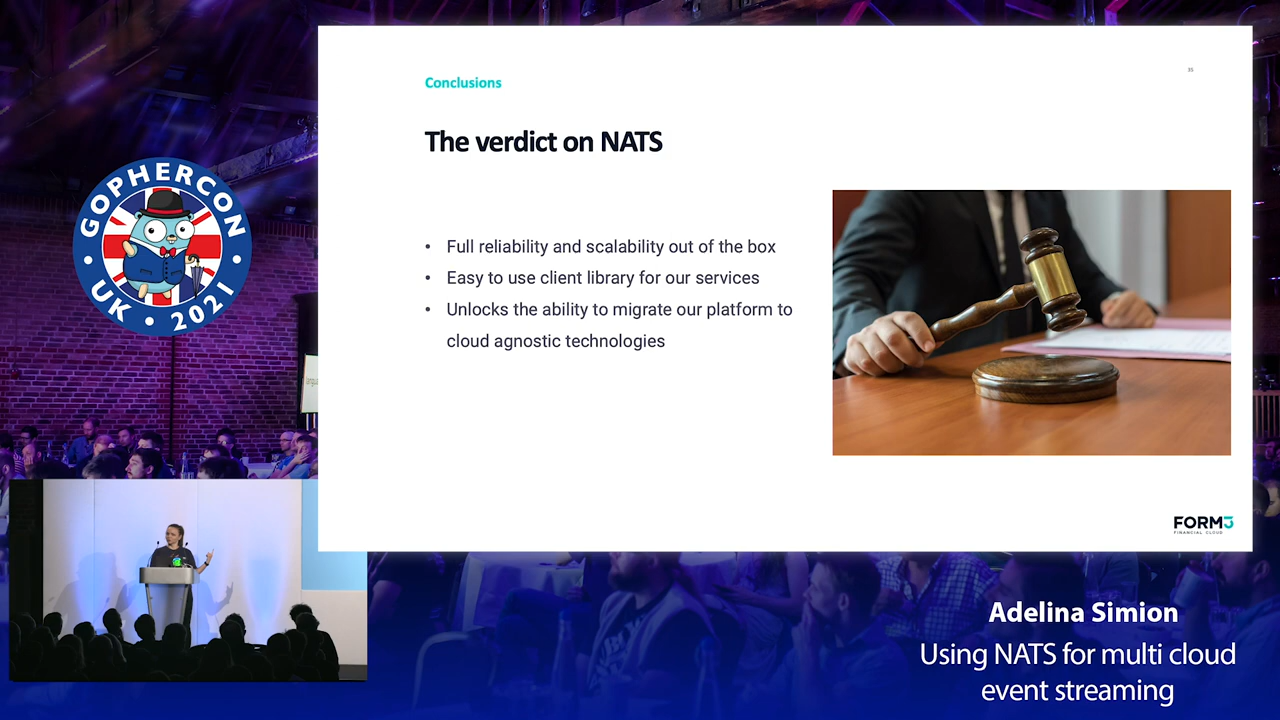 Conclusions
35
The verdict on NATS
• Full reliability and scalability out of the box
• Easy to use client library for our services
• Unlocks the ability to migrate our platform to
cloud agnostic technologies
FORM3
FINANCIAL CLOUD
GOPHERCON
UK • 2021
Adelina Simion
Using NATS for multi cloud
event streaming